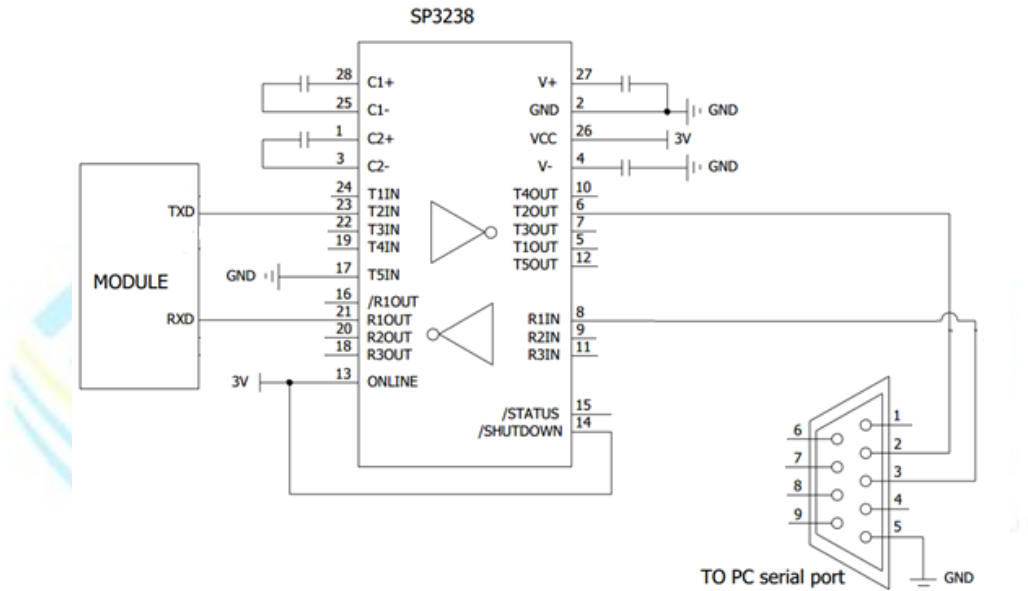 SP3238
28 C1+ V+ 27
25 C1- GND 2 GND
1 C2+ VCC 26 3V
3 C2- V- 4 GND
24 T1IN T4OUT 10
TXD 23 T2IN T2OUT 6
22 T3IN T3OUT 7
19 T4IN T1OUT 5
T5OUT 12
MODULE GND 17 T5IN
16 /R1OUT
RXD 21 R1OUT R1IN 8
20 R2OUT R2IN 9
18 R3OUT R3IN 11
3V 13 ONLINE
/STATUS 15
/SHUTDOWN 14
1
6 2
7 3
8 4
9 5
TO PC serial port GND